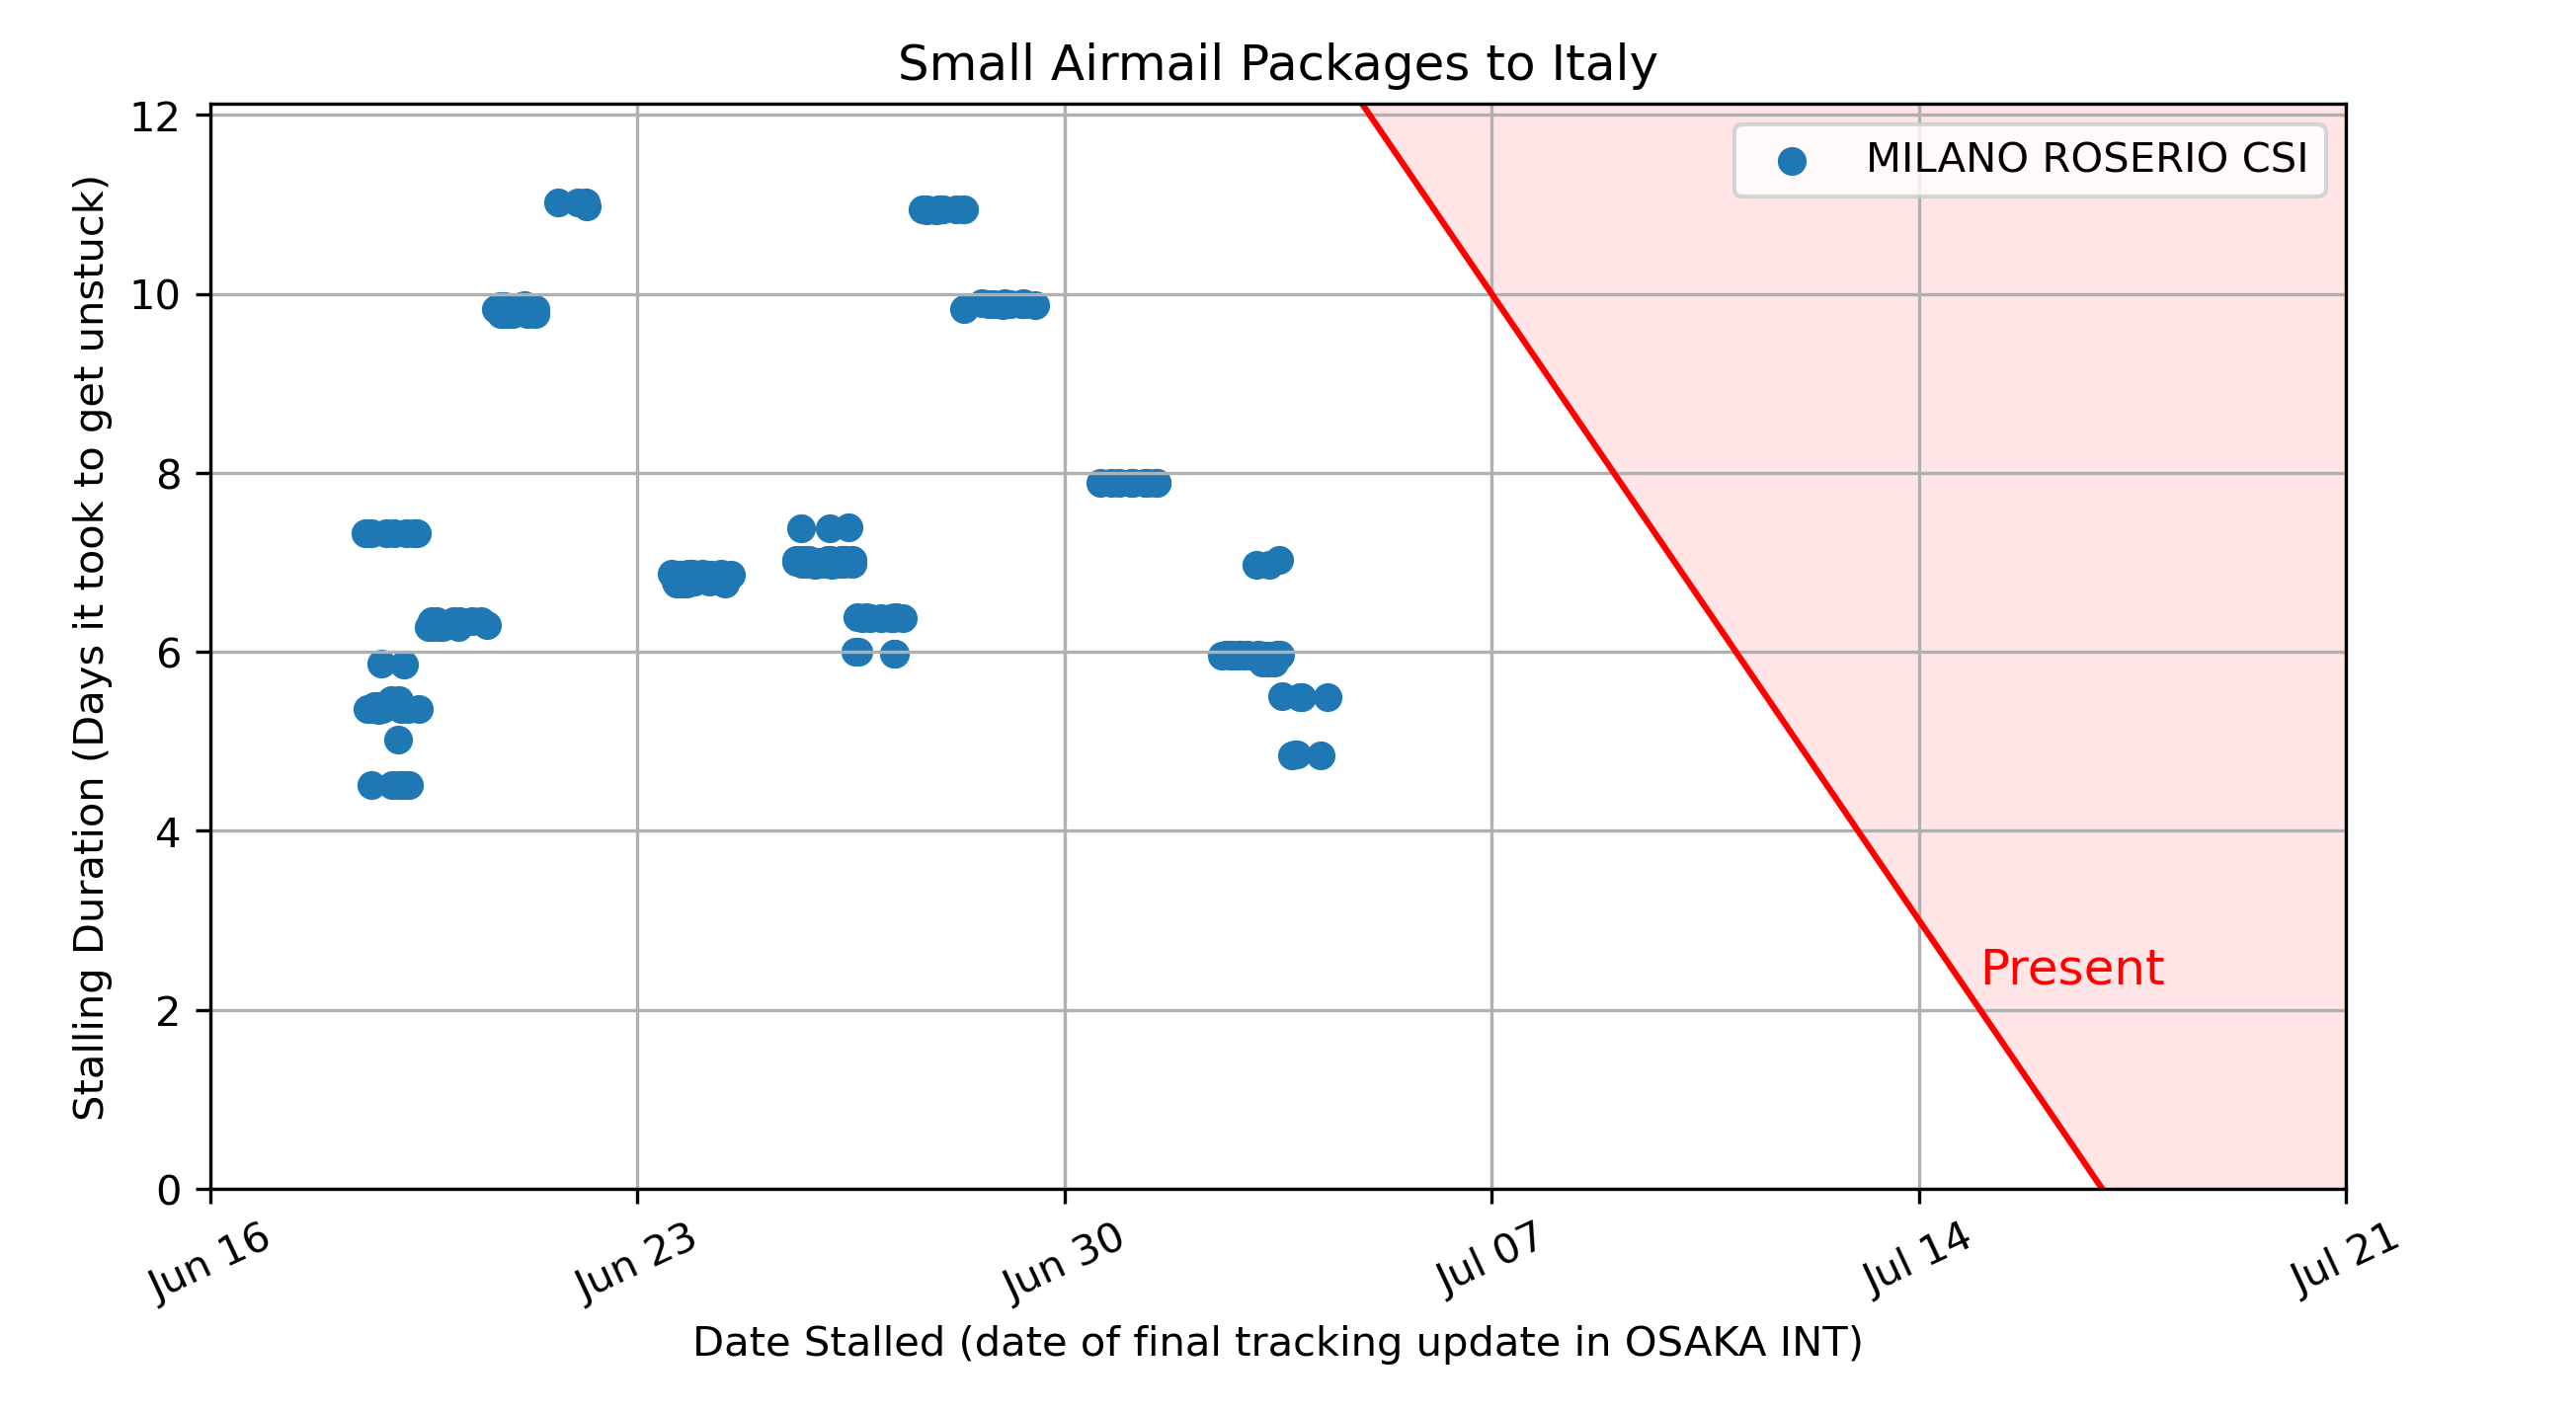 Small Airmail Packages to Italy
MILANO ROSERIO CSI
Stalling Duration (Days it took to get unstuck)
12
10
8
6
4
2
0
Present
Jun 16
Jun 23
Jun 30
Jul 07
Jul 14
Jul 21
Date Stalled (date of final tracking update in OSAKA INT)